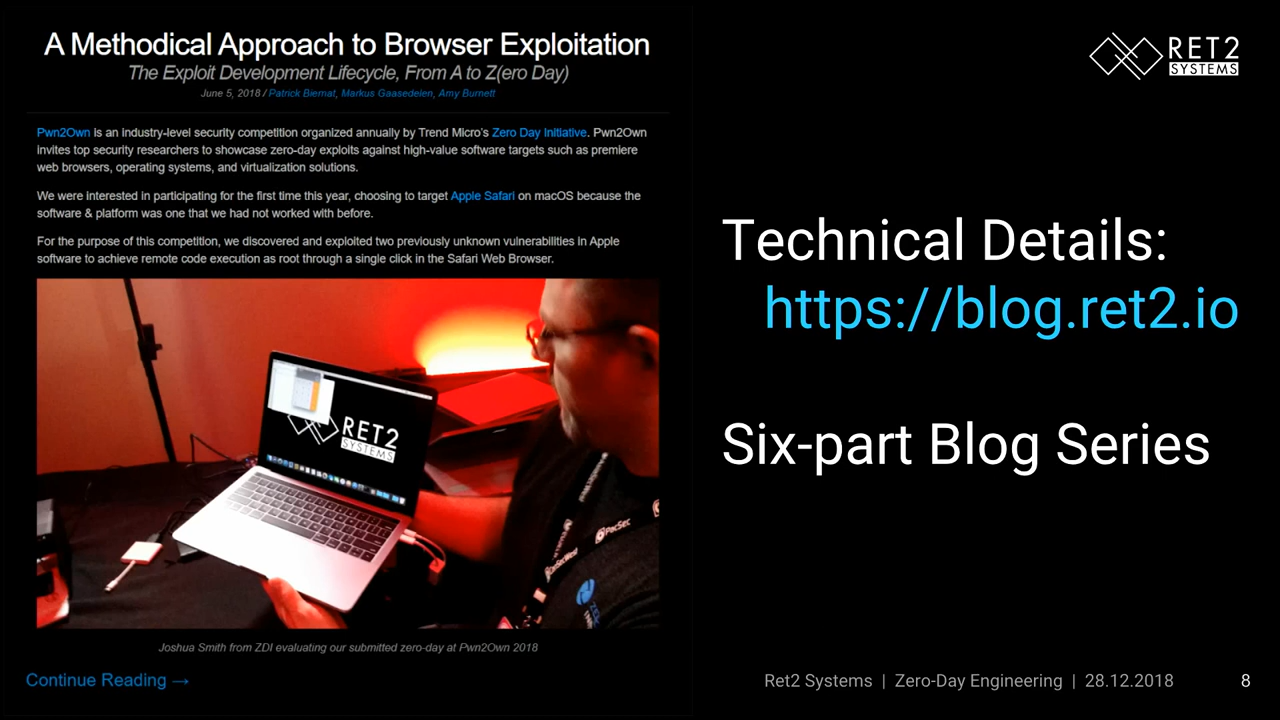 A Methodical Approach to Browser Exploitation
The Exploit Development Lifecycle, From A to Z(ero Day)
June 5, 2018 / Patrick Biernat, Markus Gaasedelen, Amy Burnett
Pwn2Own is an industry-level security competition organized annually by Trend Micro's Zero Day Initiative. Pwn2Own
invites top security researchers to showcase zero-day exploits against high-value software targets such as premiere
web browsers, operating systems, and virtualization solutions.
We were interested in participating for the first time this year, choosing to target Apple Safari on macOS because the
software & platform was one that we had not worked with before.
For the purpose of this competition, we discovered and exploited two previously unknown vulnerabilities in Apple
software to achieve remote code execution as root through a single click in the Safari Web Browser.
RET2
SYSTEMS
PacSec
CanSecWest
Joshua Smith from ZDI evaluating our submitted zero-day at Pwn2Own 2018
Continue Reading →
RET2
SYSTEMS
Technical Details:
https://blog.ret2.io
Six-part Blog Series
Ret2 Systems | Zero-Day Engineering | 28.12.2018
8